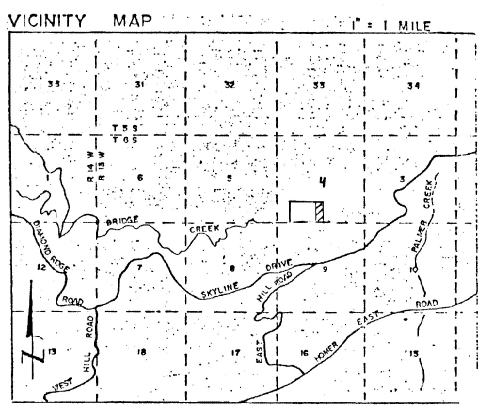 VICINITY MAP 1" = 1 MILE
35 31 32 33 34
T 5 S
T 6 S
R 14 W
R 13 W
1 6 5 4 3
BRIDGE CREEK
PALMER CREEK
DIAMOND RIDGE ROAD
12 7 8 9 10
SKYLINE DRIVE
EAST HILL ROAD
WEST HILL ROAD
HOMER EAST ROAD
13 18 17 16 15
N